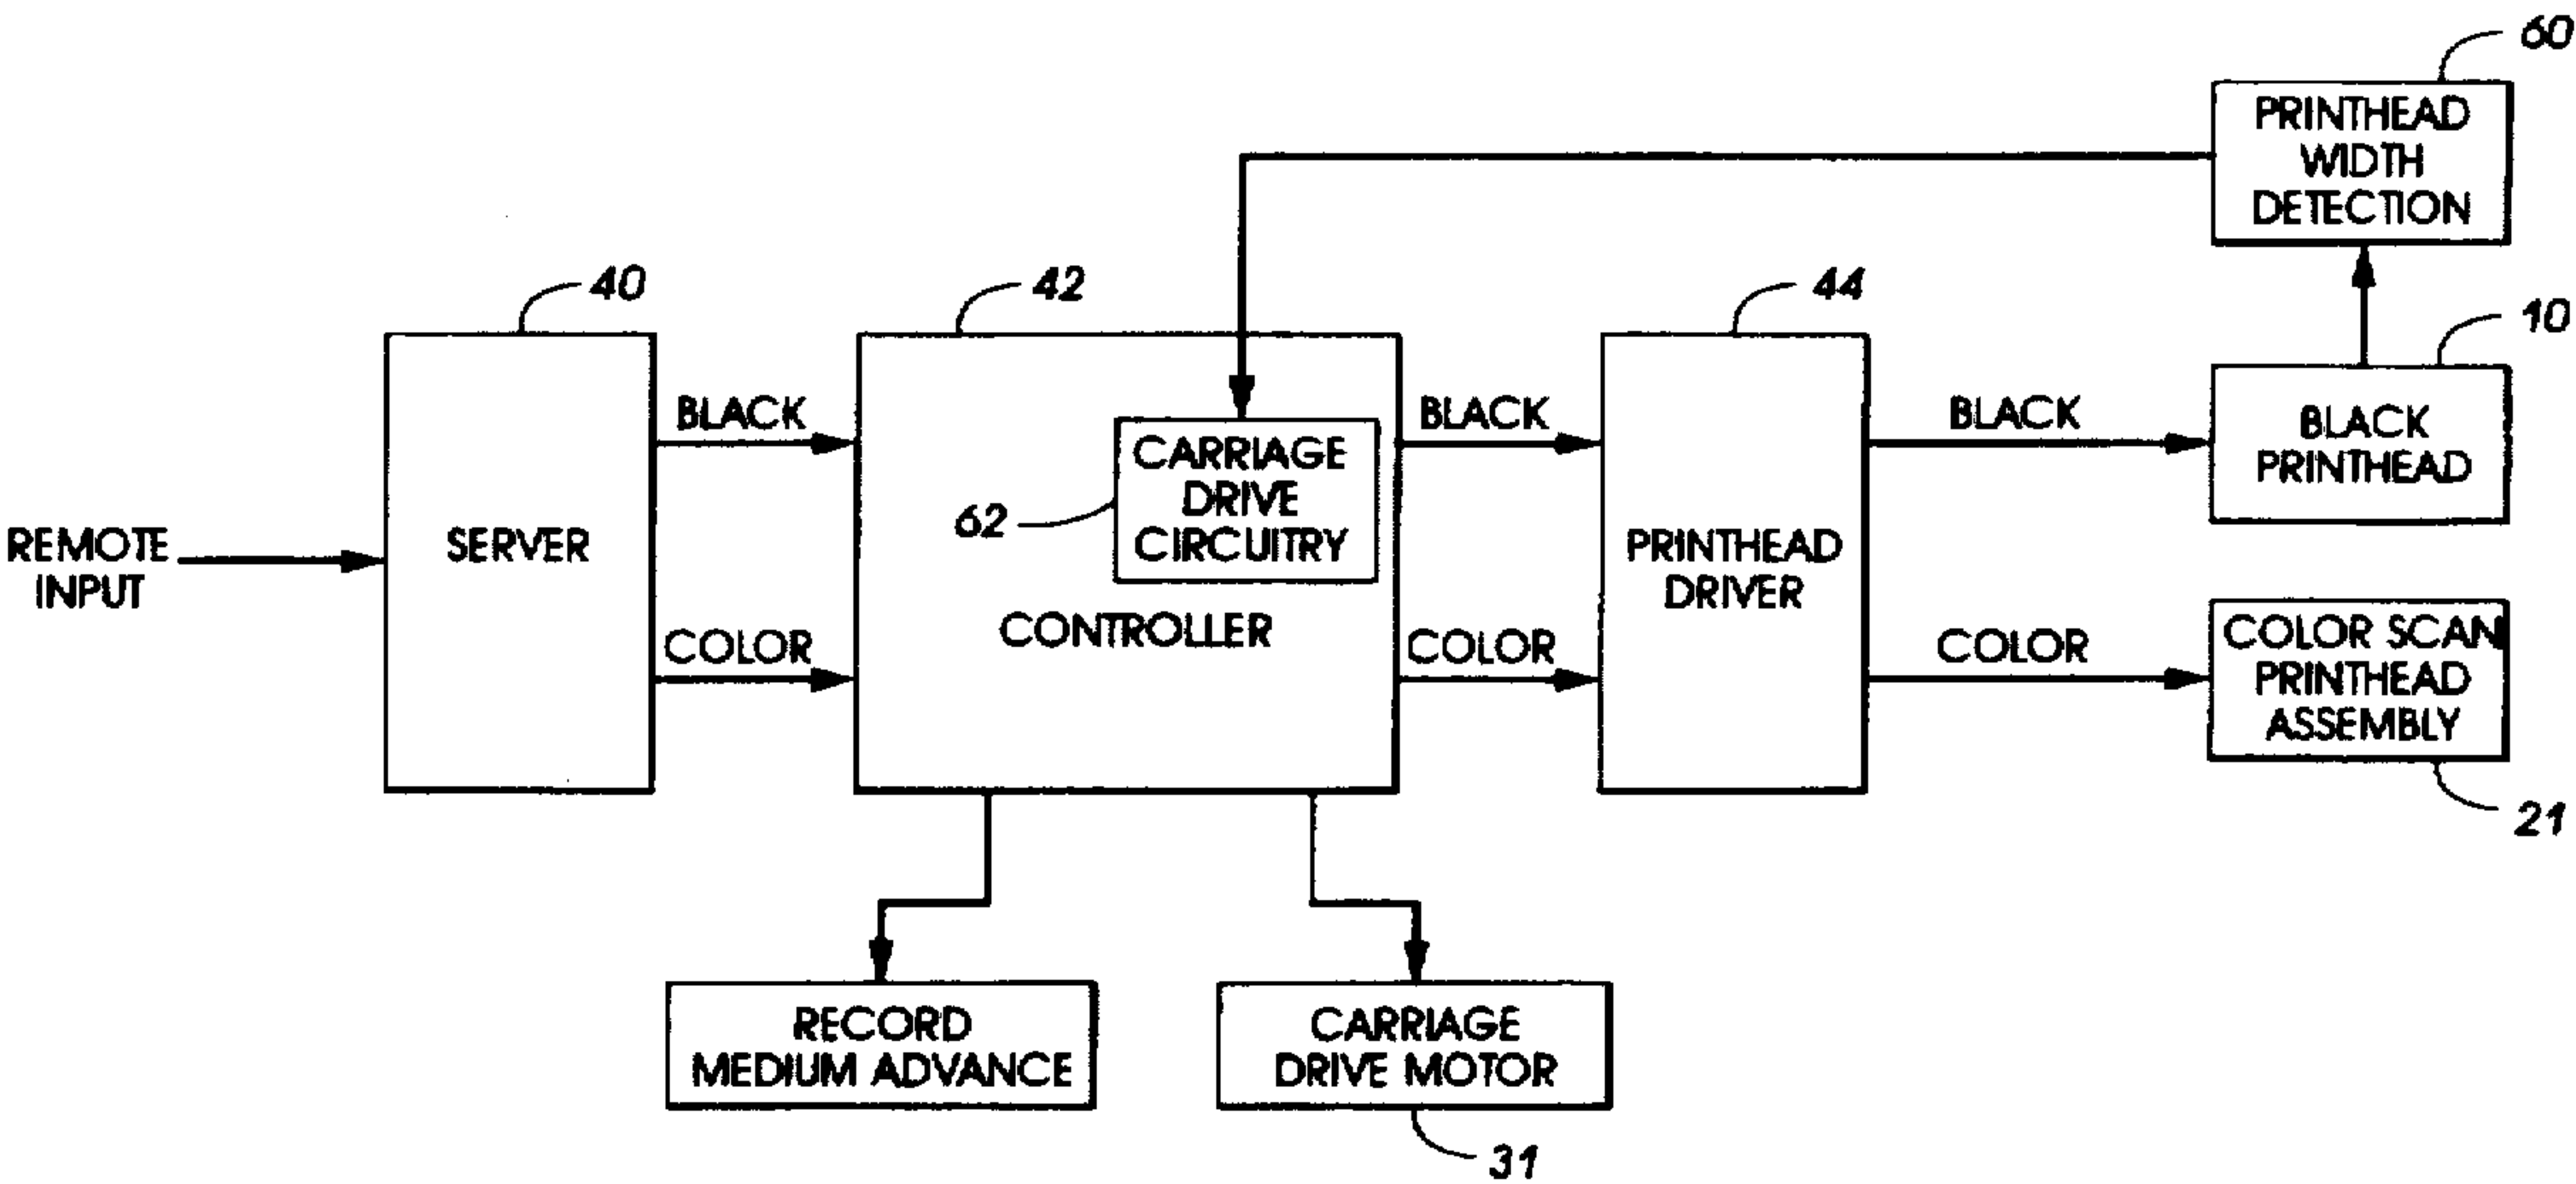 60
PRINTHEAD
WIDTH
DETECTION
40
42
44
10
BLACK
BLACK
BLACK
BLACK
PRINTHEAD
CARRIAGE
DRIVE
CIRCUITRY
62
REMOTE
INPUT
SERVER
CONTROLLER
PRINTHEAD
DRIVER
COLOR
COLOR
COLOR
COLOR SCAN
PRINTHEAD
ASSEMBLY
21
RECORD
MEDIUM ADVANCE
CARRIAGE
DRIVE MOTOR
31